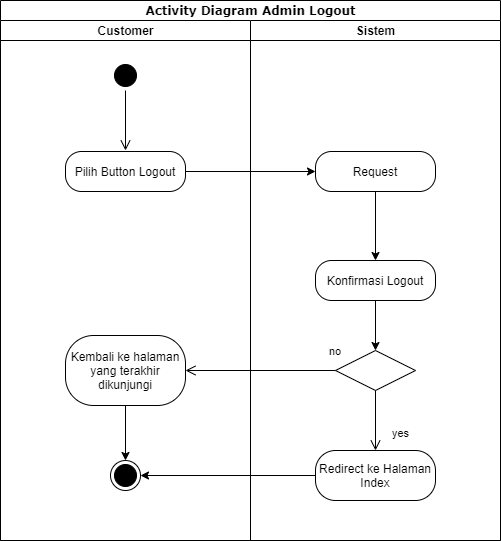 Activity Diagram Admin Logout
Customer
Sistem
Pilih Button Logout
Request
Konfirmasi Logout
no
Kembali ke halaman
yang terakhir
dikunjungi
yes
Redirect ke Halaman
Index